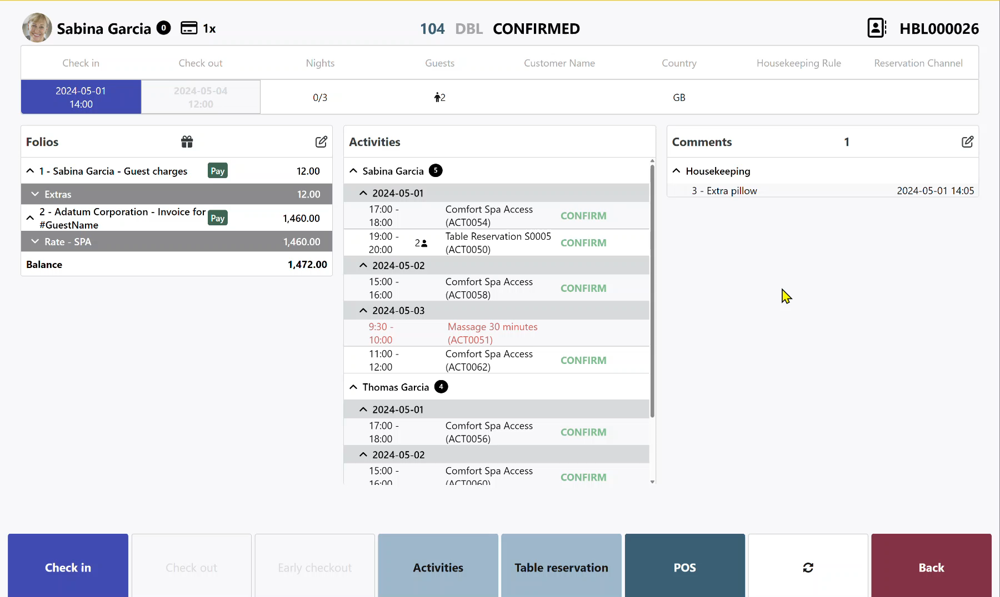 Sabina Garcia 0 1x
104 DBL CONFIRMED
HBL000026
Check in Check out Nights Guests Customer Name Country Housekeeping Rule Reservation Channel
2024-05-01
14:00
2024-05-04
12:00
0/3
2
GB
Folios
1 - Sabina Garcia - Guest charges Pay 12.00
Extras 12.00
2 - Adatum Corporation - Invoice for
#GuestName
Pay 1,460.00
Rate - SPA 1,460.00
Balance 1,472.00
Activities
Sabina Garcia 5
2024-05-01
17:00 -
18:00
Comfort Spa Access
(ACT0054)
CONFIRM
19:00 -
20:00
2
Table Reservation S0005
(ACT0050)
CONFIRM
2024-05-02
15:00 -
16:00
Comfort Spa Access
(ACT0058)
CONFIRM
2024-05-03
9:30 -
10:00
Massage 30 minutes
(ACT0051)
11:00 -
12:00
Comfort Spa Access
(ACT0062)
CONFIRM
Thomas Garcia 4
2024-05-01
17:00 -
18:00
Comfort Spa Access
(ACT0056)
CONFIRM
2024-05-02
15:00 -
16:00
Comfort Spa Access
(ACT0060)
CONFIRM
Comments 1
Housekeeping
3 - Extra pillow 2024-05-01 14:05
Check in Check out Early checkout Activities Table reservation POS Back